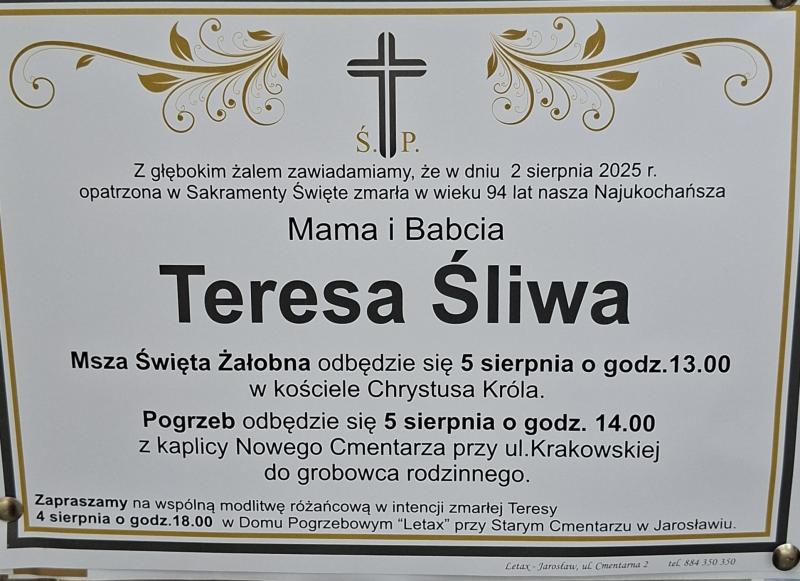 Ś. P.
Z głębokim żalem zawiadamiamy, że w dniu 2 sierpnia 2025 r.
opatrzona w Sakramenty Święte zmarła w wieku 94 lat nasza Najukochańsza
Mama i Babcia
Teresa Śliwa
Msza Święta Żałobna odbędzie się 5 sierpnia o godz.13.00
w kościele Chrystusa Króla.
Pogrzeb odbędzie się 5 sierpnia o godz. 14.00
z kaplicy Nowego Cmentarza przy ul.Krakowskiej
do grobowca rodzinnego.
Zapraszamy na wspólną modlitwę różańcową w intencji zmarłej Teresy
4 sierpnia o godz.18.00 w Domu Pogrzebowym "Letax" przy Starym Cmentarzu w Jarosławiu.
Letax - Jarosław, ul. Cmentarna 2 tel. 884 350 350